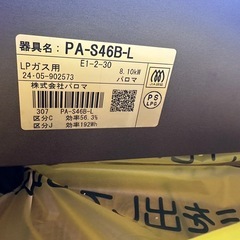 器具名: PA-S46B-L
LPガス用 E1-2-30 8.10kW
24·05-902573 パロマ
株式会社パロマ
PS
LPG
307 PA-S46B-L
区分C 効率56.3%
区分J 効率192Wh